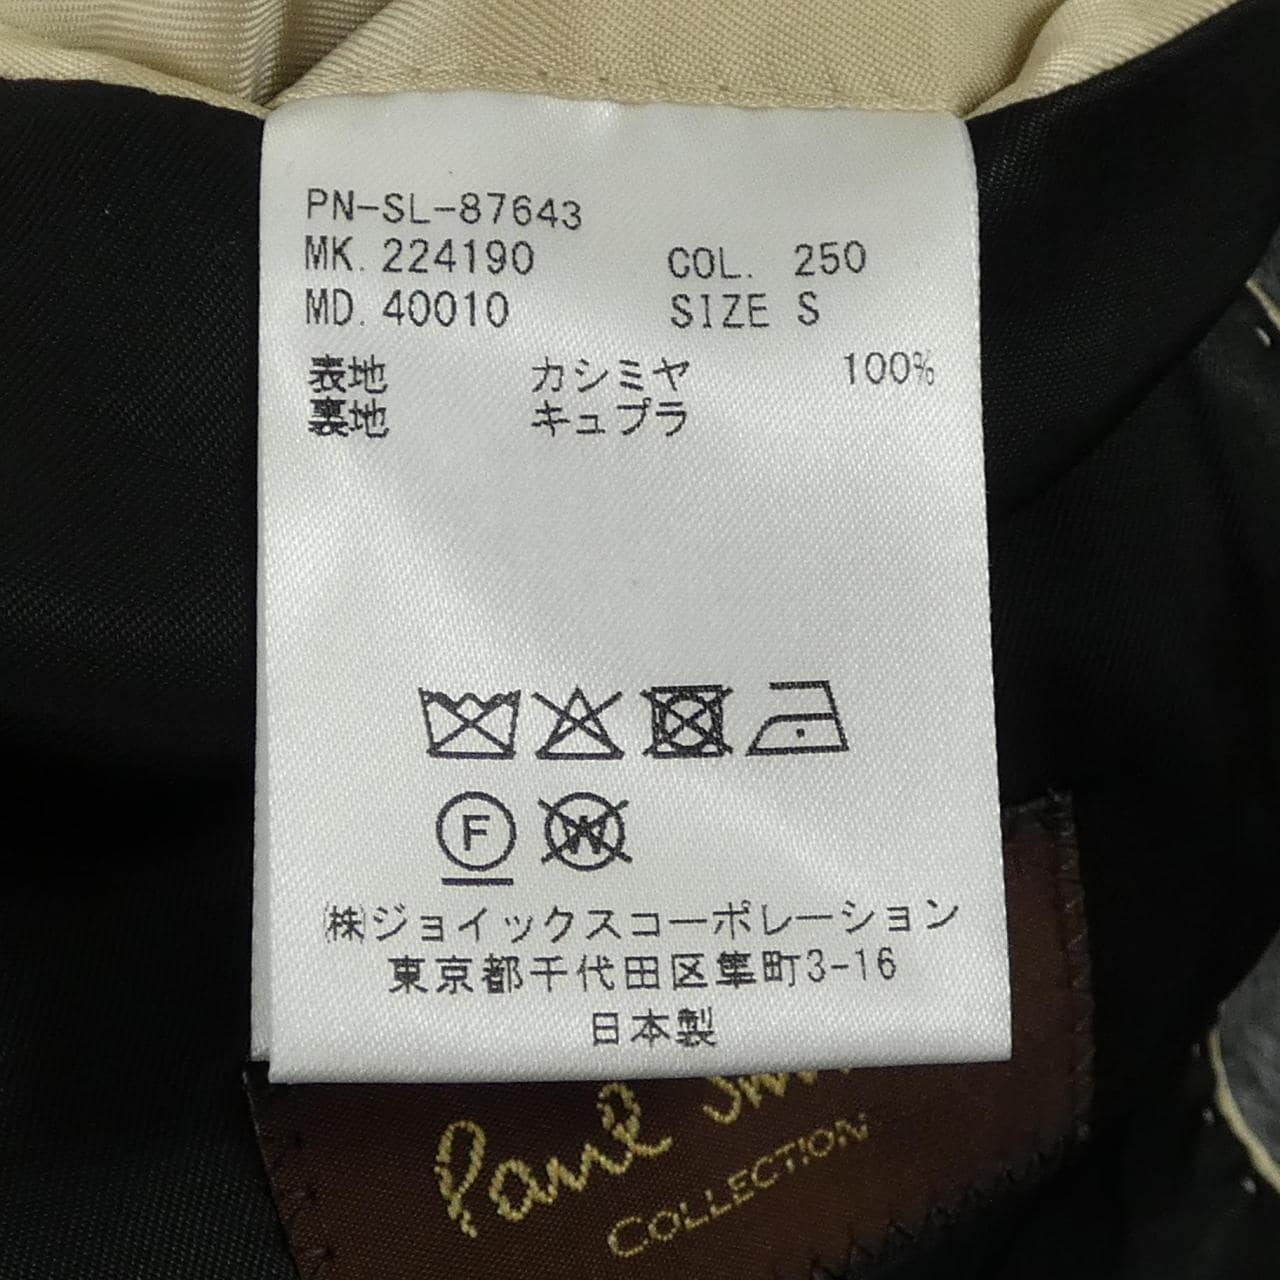 PN-SL-87643
MK. 224190 COL. 250
MD. 40010 SIZE S
表地 カシミヤ 100%
裏地 キュプラ
F
W
㈱ジョイックスコーポレーション
東京都千代田区隼町3-16
日本製
Paul
COLLECTION